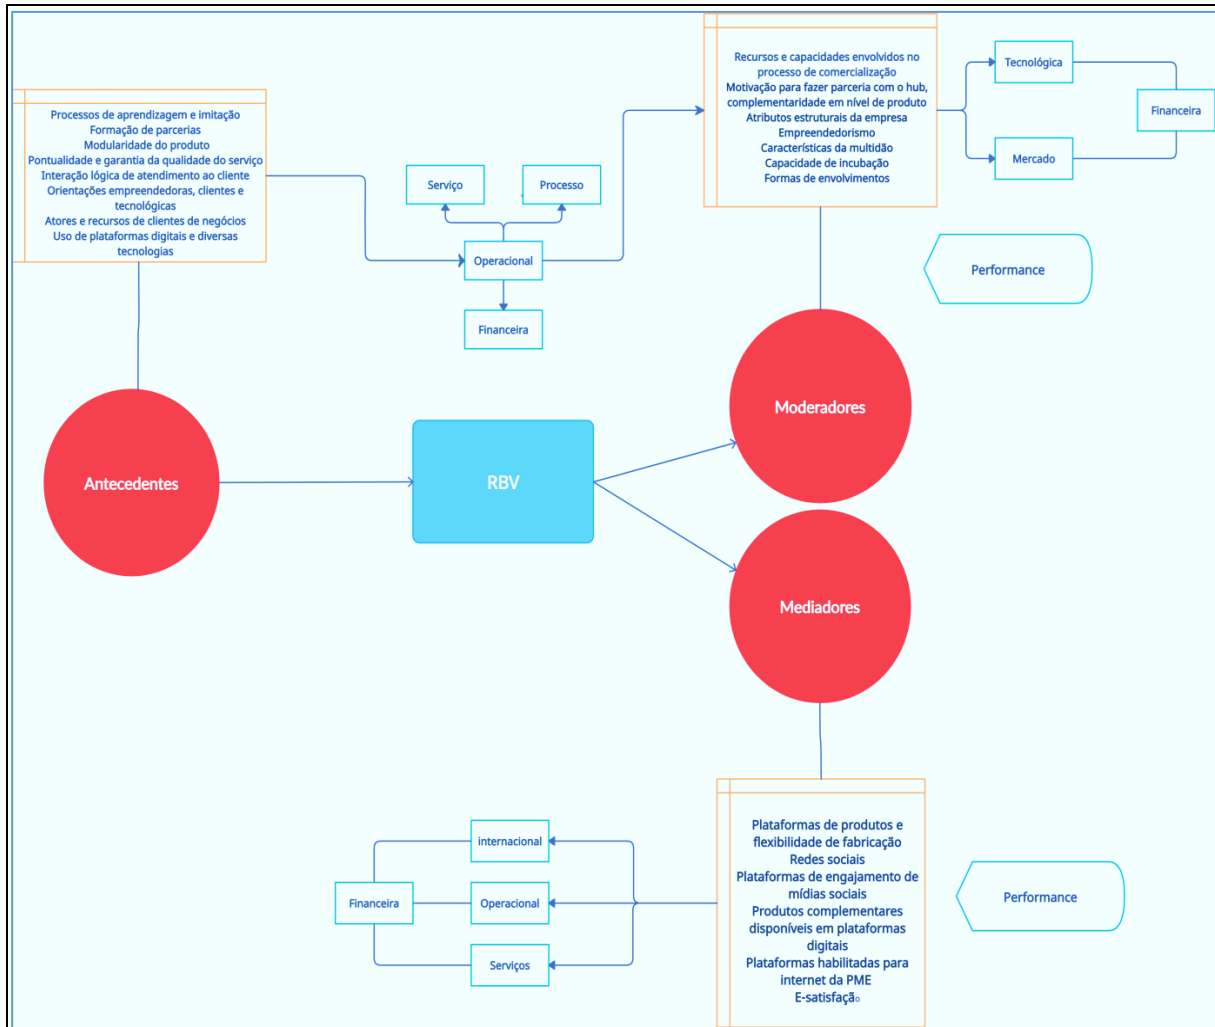 Processos de aprendizagem e imitação
Formação de parcerias
Modularidade do produto
Pontualidade e garantia da qualidade do serviço
Interação lógica de atendimento ao cliente
Orientações empreendedoras, clientes e
tecnológicas
Atores e recursos de clientes de negócios
Uso de plataformas digitais e diversas
tecnologias
Serviço
Processo
Operacional
Financeira
Recursos e capacidades envolvidos no
processo de comercialização
Motivação para fazer parceria com o hub,
complementaridade em nível de produto
Atributos estruturais da empresa
Empreendedorismo
Características da multidão
Capacidade de incubação
Formas de envolvimentos
Tecnológica
Financeira
Mercado
Performance
Antecedentes
RBV
Moderadores
Mediadores
internacional
Financeira
Operacional
Serviços
Plataformas de produtos e
flexibilidade de fabricação
Redes sociais
Plataformas de engajamento de
mídias sociais
Produtos complementares
disponíveis em plataformas
digitais
Plataformas habilitadas para
internet da PME
E-satisfação
Performance